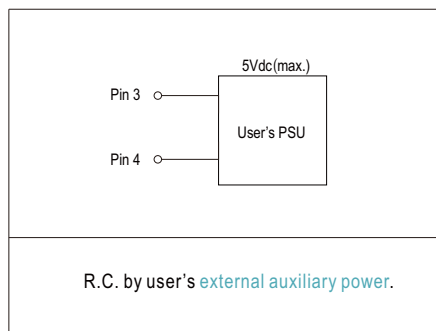 5Vdc(max.)
Pin 3
User's PSU
Pin 4
R.C. by user's external auxiliary power.